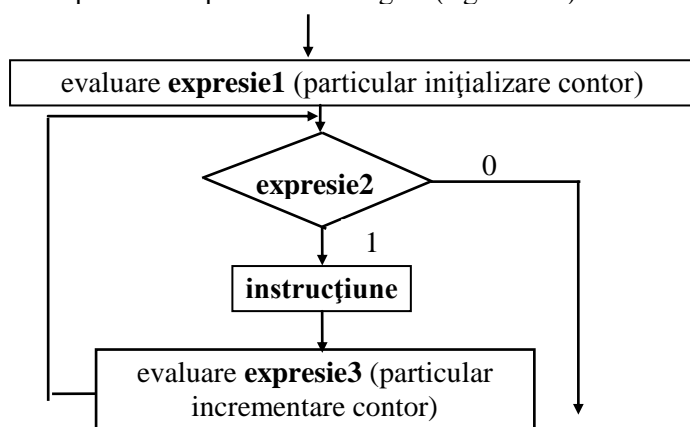 evaluare expresie1 (particular iniţializare contor)
expresie2
0
1
instrucţiune
evaluare expresie3 (particular
incrementare contor)